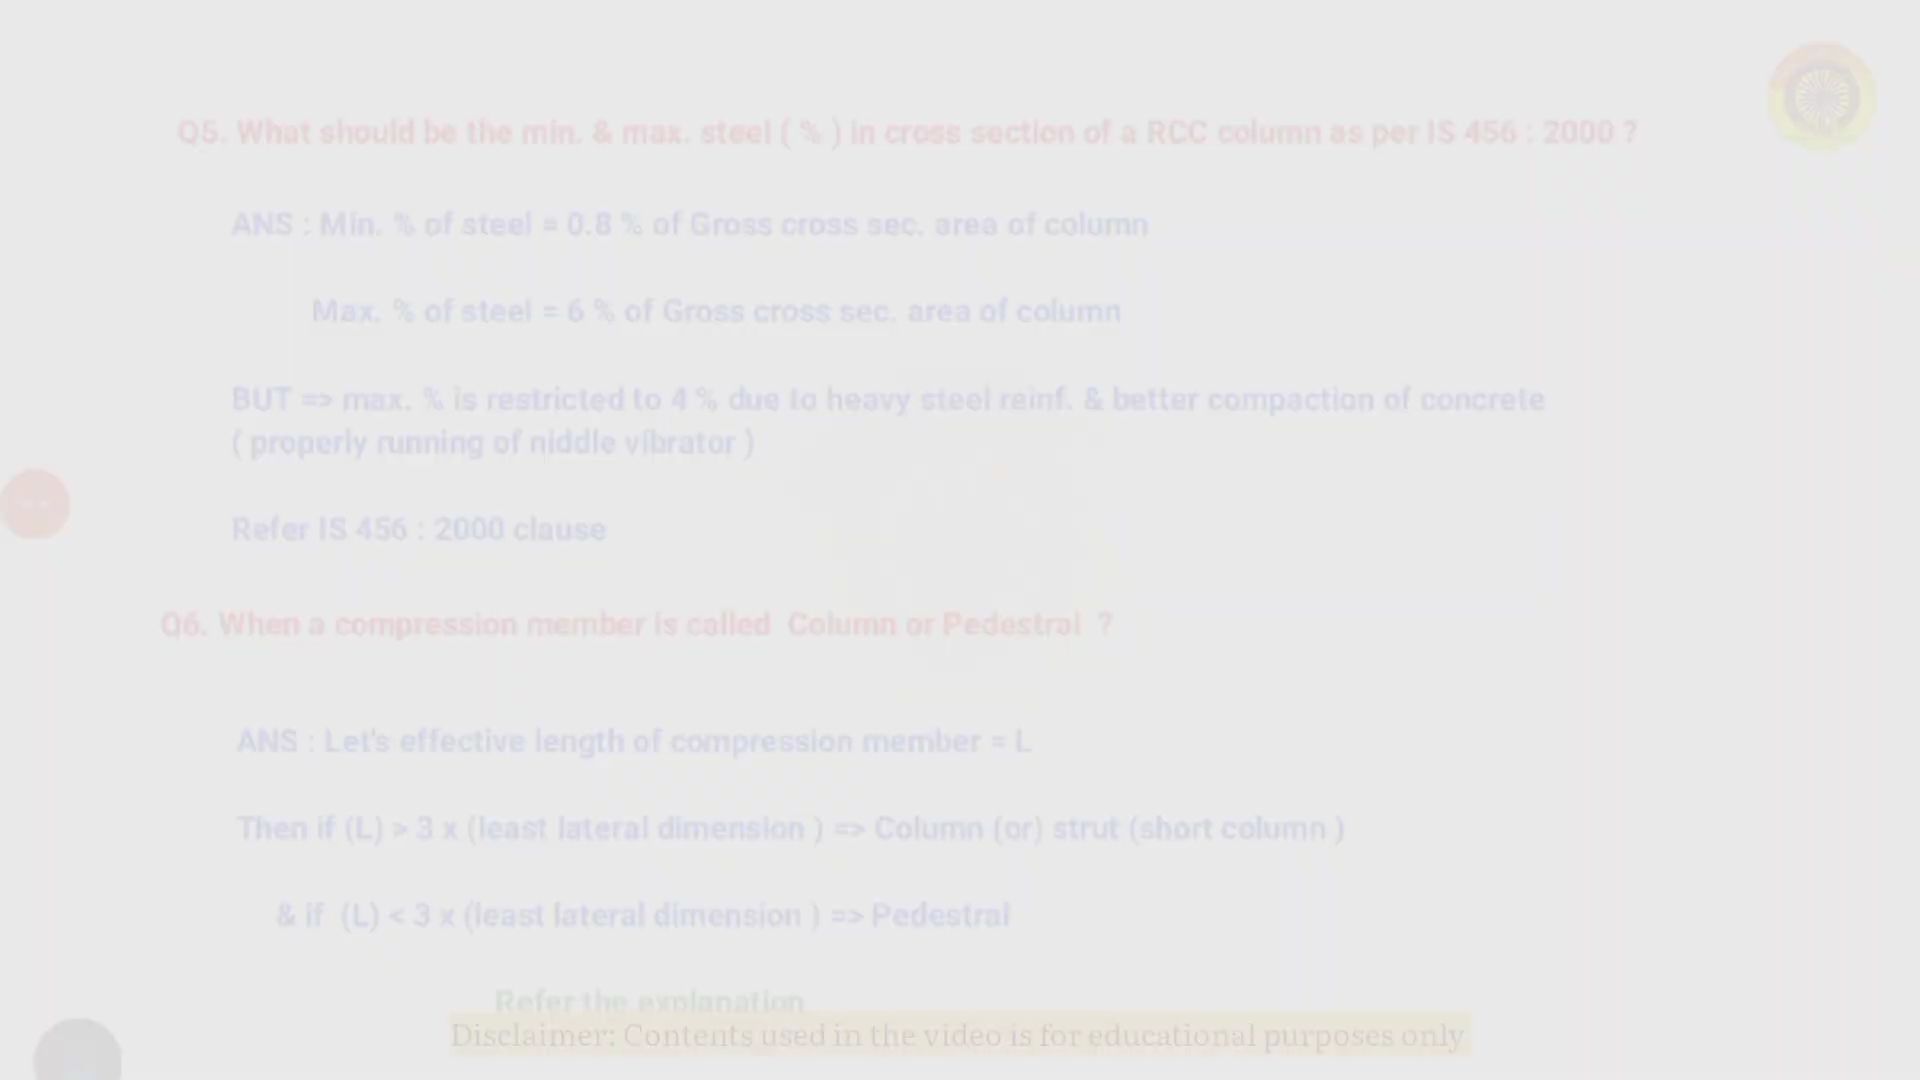 Q5. What should be the min. & max. steel ( % ) in cross section of a RCC column as per IS 456 : 2000 ?
ANS : Min. % of steel = 0.8 % of Gross cross sec. area of column
Max. % of steel = 6 % of Gross cross sec. area of column
BUT => max. % is restricted to 4 % due to heavy steel reinf. & better compaction of concrete
( properly running of niddle vibrator )
Refer IS 456 : 2000 clause
Q6. When a compression member is called Column or Pedestral ?
ANS : Let's effective length of compression member = L
Then if (L) > 3 x (least lateral dimension ) => Column (or) strut (short column )
& if (L) < 3 x (least lateral dimension ) => Pedestral
Refer the explanation
Disclaimer: Contents used in the video is for educational purposes only